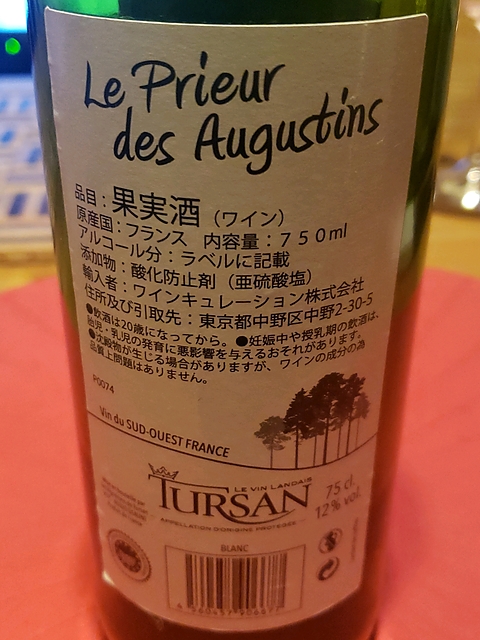 Le Prieur
des Augustins
品目：果実酒（ワイン）
原産国：フランス 内容量：７５０ml
アルコール分：ラベルに記載
添加物：酸化防止剤（亜硫酸塩）
輸入者：ワインキュレーション株式会社
住所及び引取先：東京都中野区中野2-30-5
●飲酒は20歳になってから。●妊娠中や授乳期の飲酒は、
胎児・乳児の発育に悪影響を与えるおそれがあります。
●沈殿物が生じる場合がありますが、ワインの成分の為
品質上問題はありません。
P0074
Vin du SUD-OUEST FRANCE
LE VIN LANDAIS
TURSAN
APPELLATION D'ORIGINE PROTÉGÉE
75 cl
12% vol.
BLANC